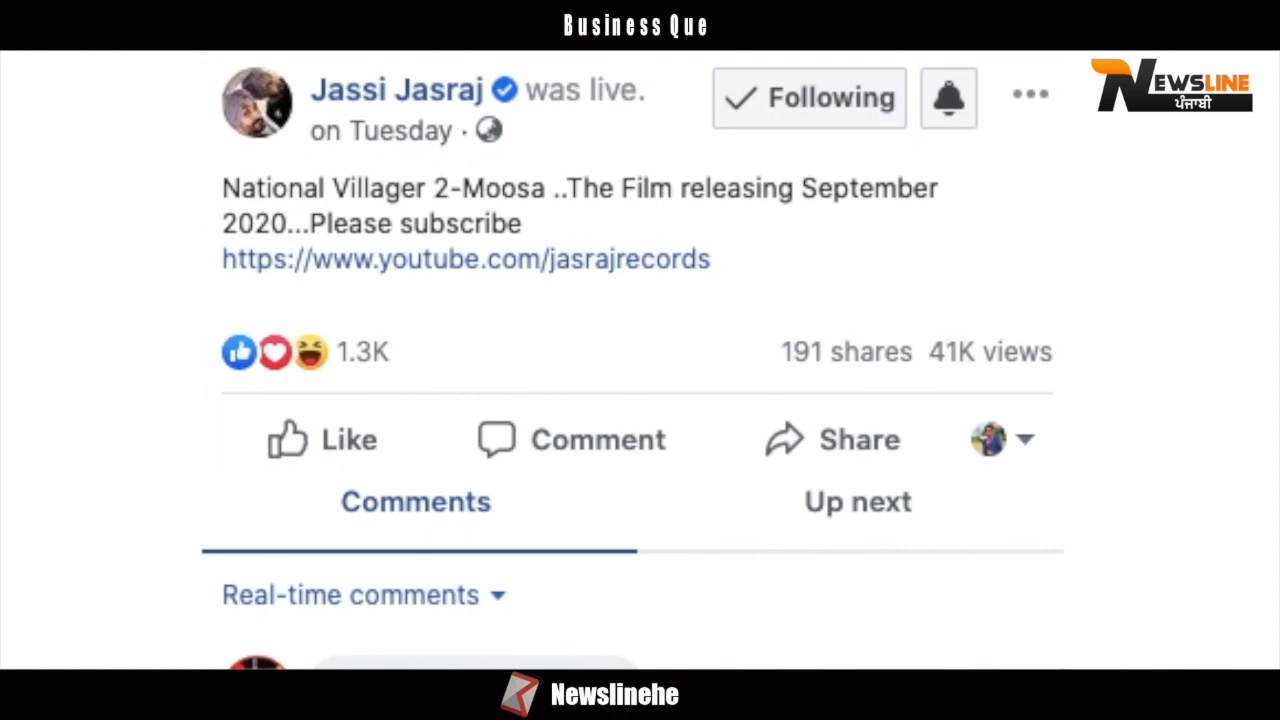 Business Que
Jassi Jasraj was live.
on Tuesday ·
Following
NEWSLINE
ਪੰਜਾਬੀ
National Villager 2-Moosa ..The Film releasing September
2020...Please subscribe
https://www.youtube.com/jasrajrecords
1.3K
191 shares 41K views
Like
Comment
Share
Comments
Up next
Real-time comments
Newslinehe